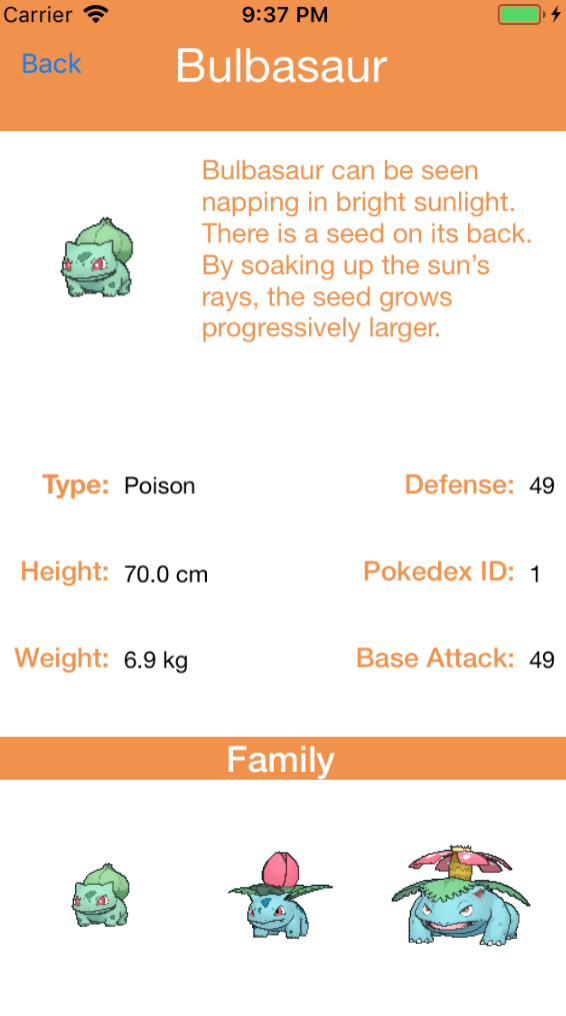 Carrier 9:37 PM
Back Bulbasaur
Bulbasaur can be seen
napping in bright sunlight.
There is a seed on its back.
By soaking up the sun’s
rays, the seed grows
progressively larger.
Type: Poison Defense: 49
Height: 70.0 cm Pokedex ID: 1
Weight: 6.9 kg Base Attack: 49
Family